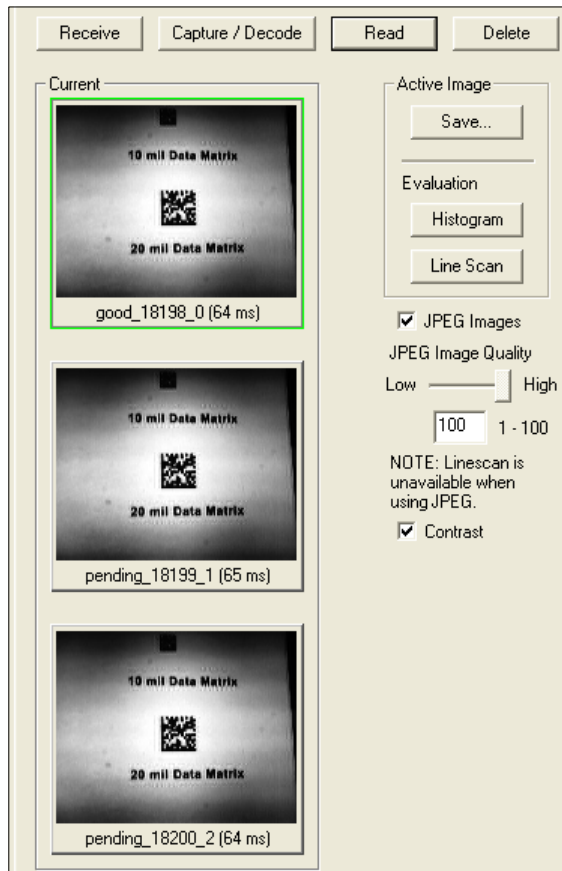 Receive Capture / Decode Read Delete
Current
10 mil Data Matrix
20 mil Data Matrix
good_18198_0 (64 ms)
10 mil Data Matrix
20 mil Data Matrix
pending_18199_1 (65 ms)
10 mil Data Matrix
20 mil Data Matrix
pending_18200_2 (64 ms)
Active Image
Save...
Evaluation
Histogram
Line Scan
JPEG Images
JPEG Image Quality
Low High
100 1 - 100
NOTE: Linescan is
unavailable when
using JPEG.
Contrast